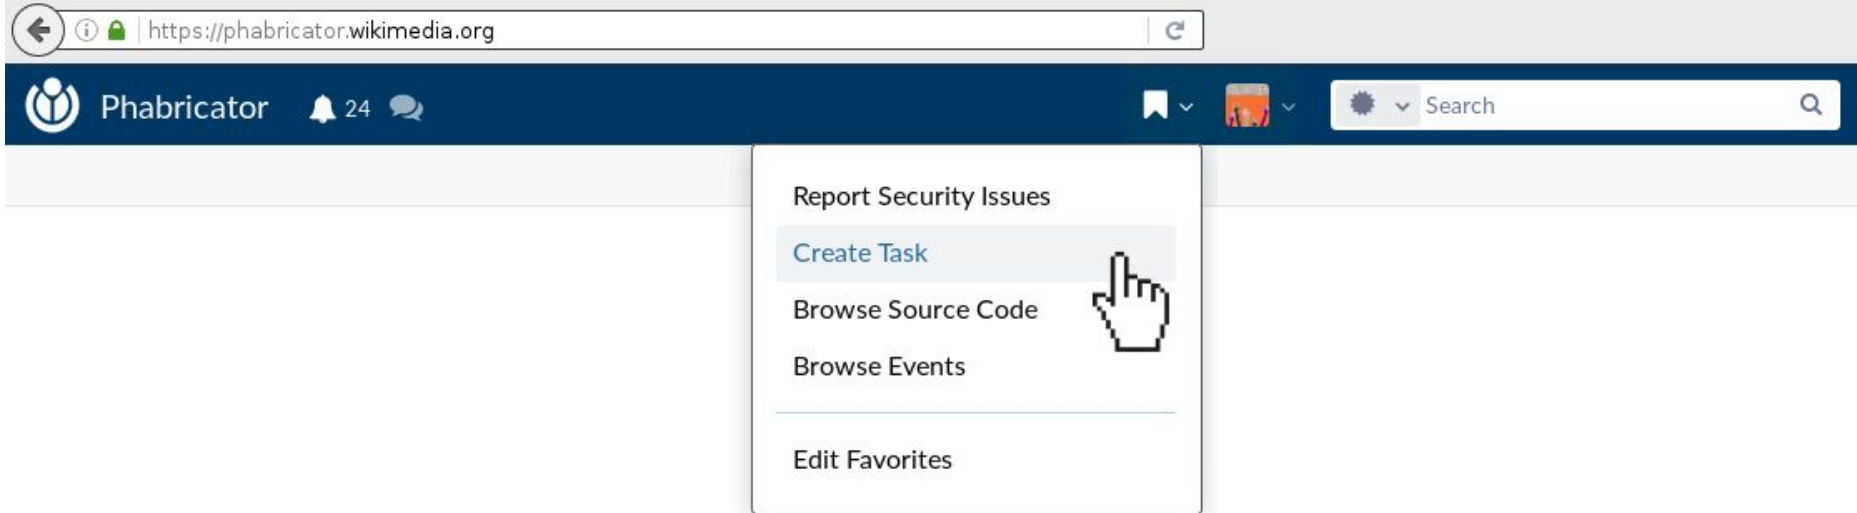 https://phabricator.wikimedia.org
Phabricator 24 Search
Report Security Issues
Create Task
Browse Source Code
Browse Events
Edit Favorites